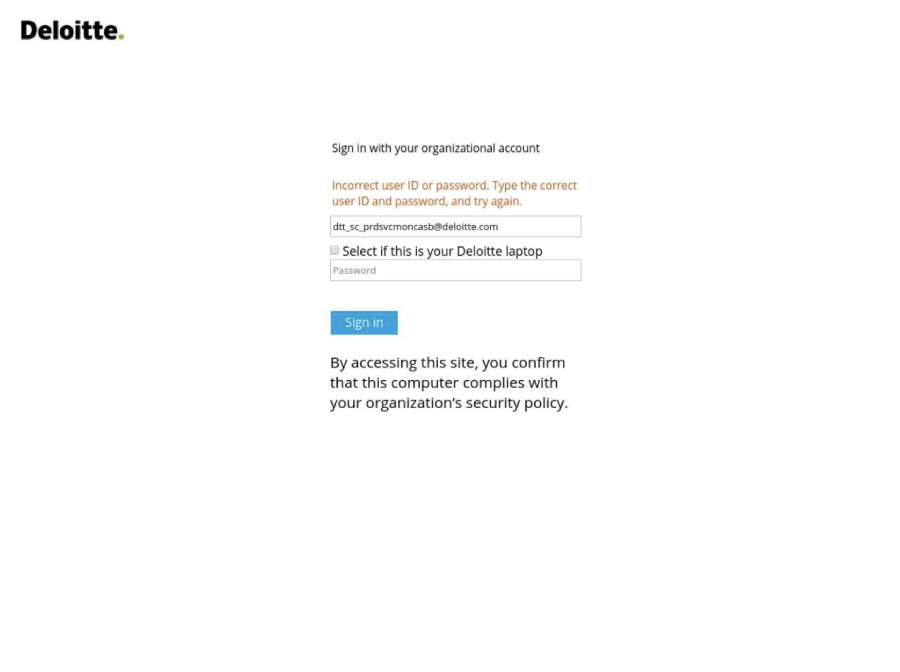 Deloitte.
Sign in with your organizational account
Incorrect user ID or password. Type the correct
user ID and password, and try again.
dtt_sc_prdsvcmoncasb@deloitte.com
Select if this is your Deloitte laptop
Password
Sign in
By accessing this site, you confirm
that this computer complies with
your organization's security policy.